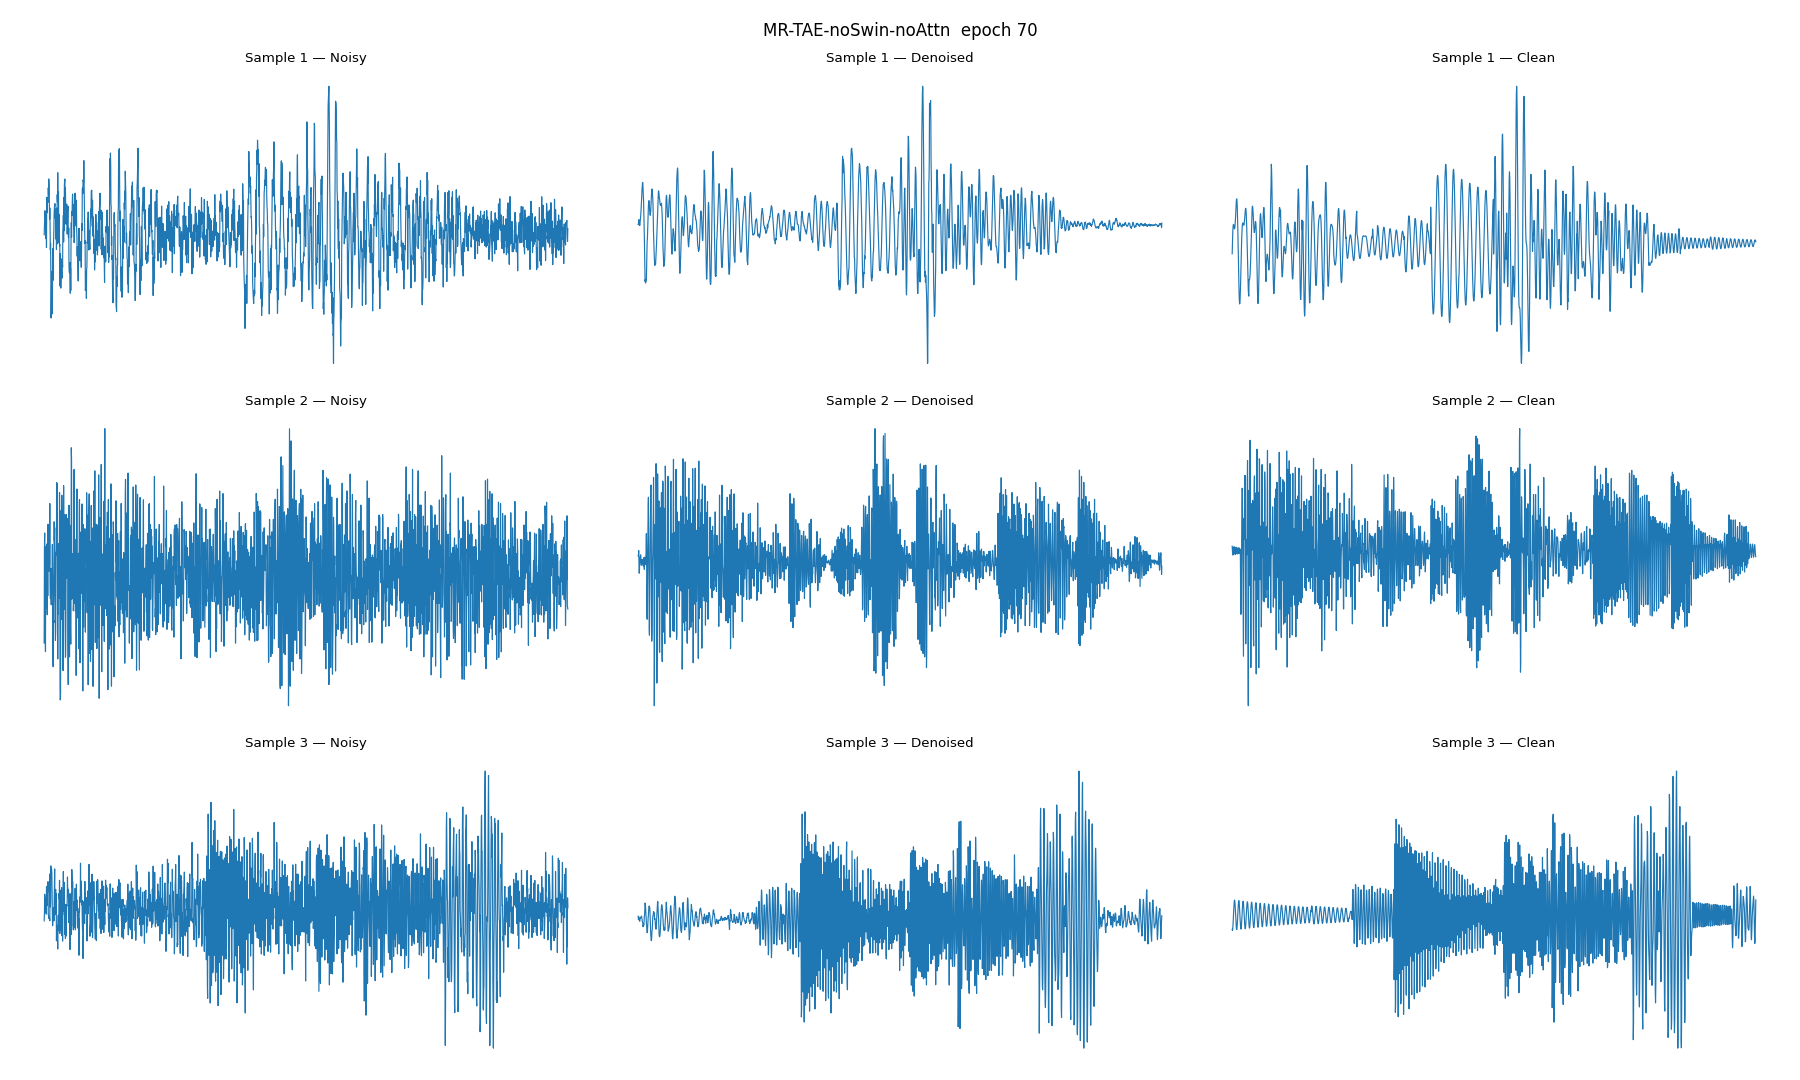 MR-TAE-noSwin-noAttn  epoch 70
Sample 1 — Noisy
Sample 1 — Denoised
Sample 1 — Clean
Sample 2 — Noisy
Sample 2 — Denoised
Sample 2 — Clean
Sample 3 — Noisy
Sample 3 — Denoised
Sample 3 — Clean